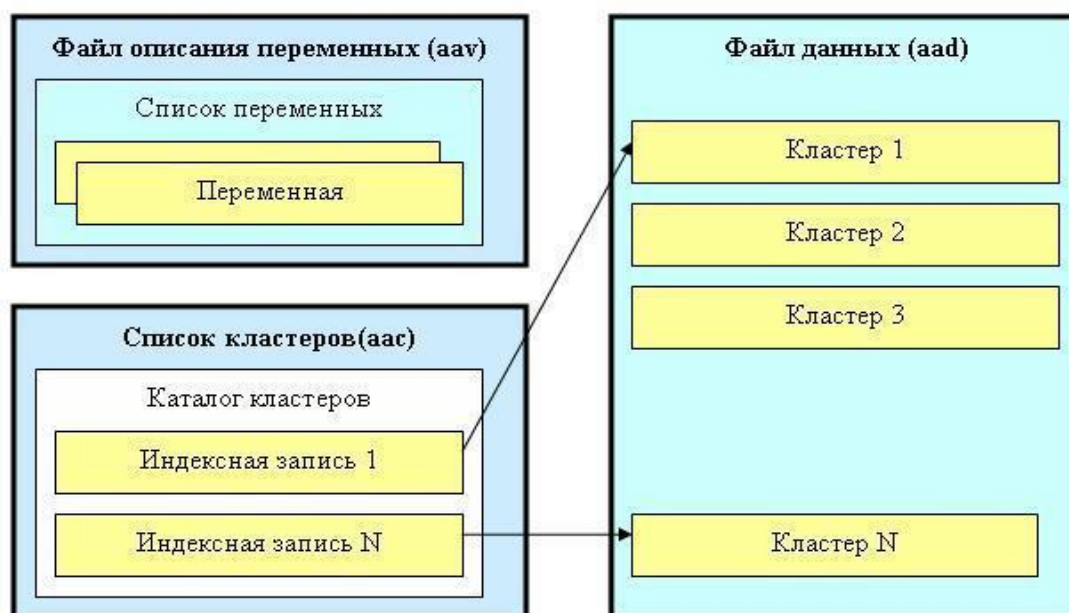 Файл описания переменных (aav)
Список переменных
Переменная
Список кластеров(aac)
Каталог кластеров
Индексная запись 1
Индексная запись N
Файл данных (aad)
Кластер 1
Кластер 2
Кластер 3
Кластер N